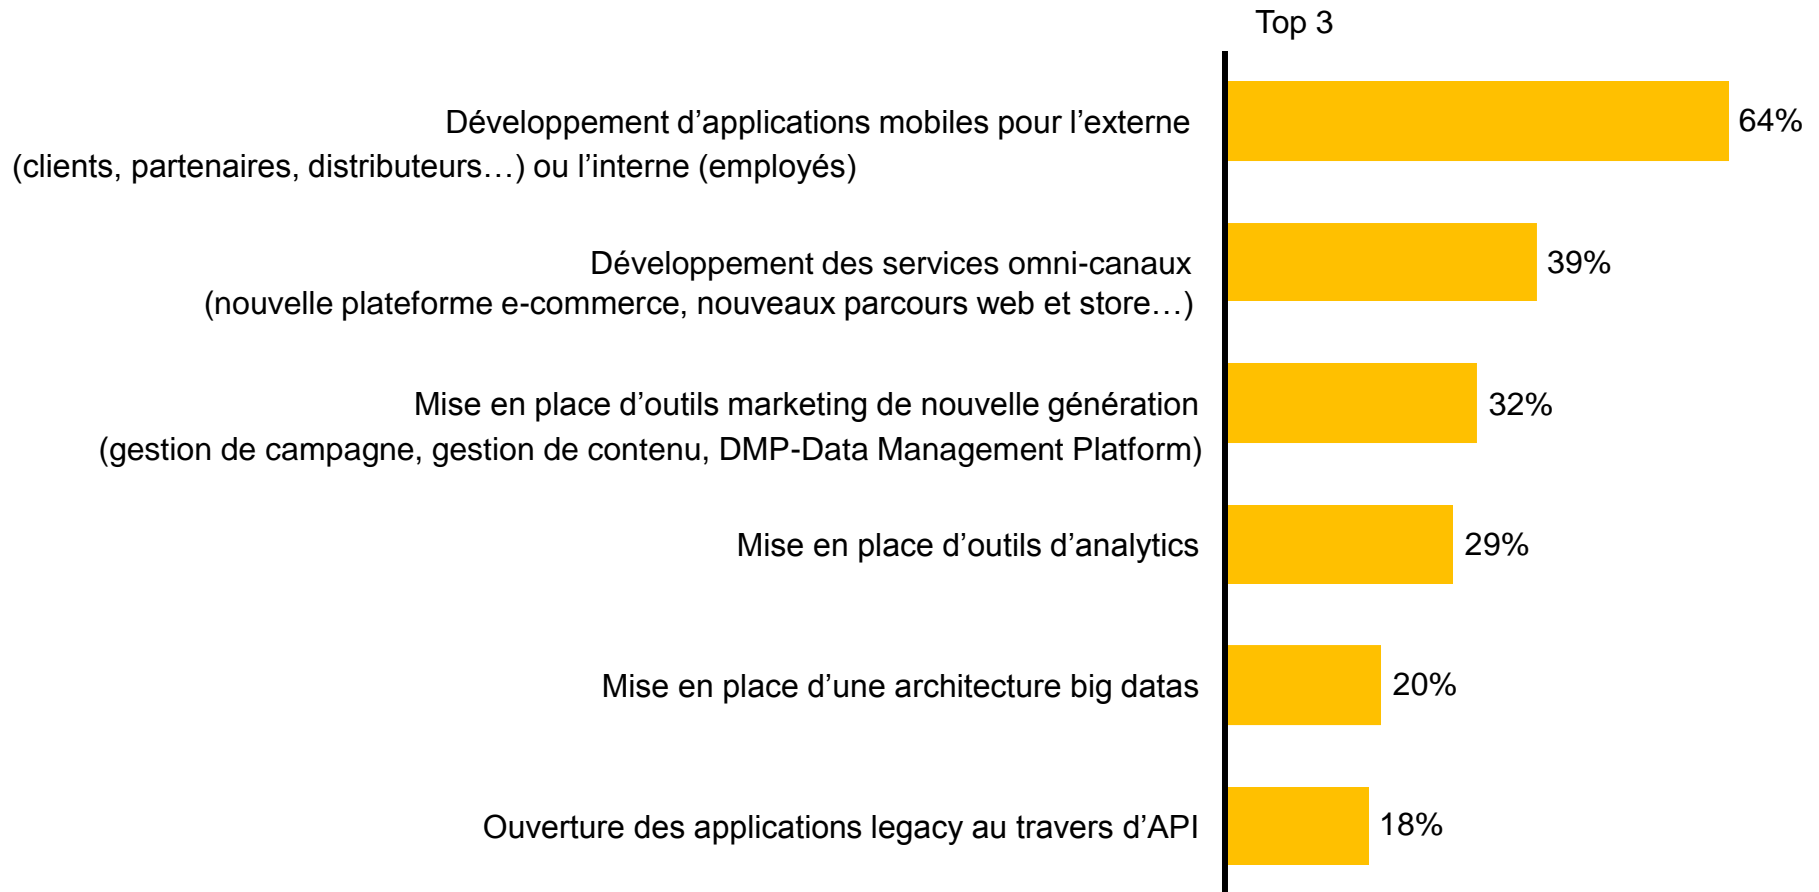 Top 3
Développement d’applications mobiles pour l’externe
(clients, partenaires, distributeurs…) ou l’interne (employés)
64%
Développement des services omni-canaux
(nouvelle plateforme e-commerce, nouveaux parcours web et store…)
39%
Mise en place d’outils marketing de nouvelle génération
(gestion de campagne, gestion de contenu, DMP-Data Management Platform)
32%
Mise en place d’outils d’analytics
29%
Mise en place d’une architecture big datas
20%
Ouverture des applications legacy au travers d’API
18%